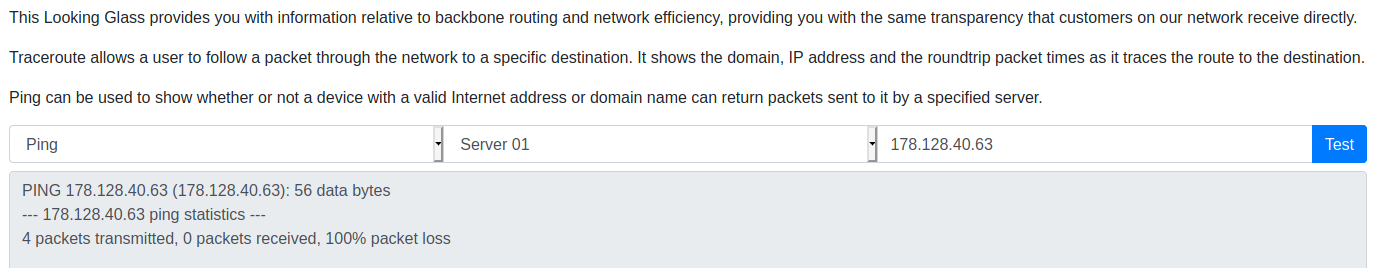 This Looking Glass provides you with information relative to backbone routing and network efficiency, providing you with the same transparency that customers on our network receive directly.
Traceroute allows a user to follow a packet through the network to a specific destination. It shows the domain, IP address and the roundtrip packet times as it traces the route to the destination.
Ping can be used to show whether or not a device with a valid Internet address or domain name can return packets sent to it by a specified server.
Ping Server 01 178.128.40.63 Test
PING 178.128.40.63 (178.128.40.63): 56 data bytes
--- 178.128.40.63 ping statistics ---
4 packets transmitted, 0 packets received, 100% packet loss